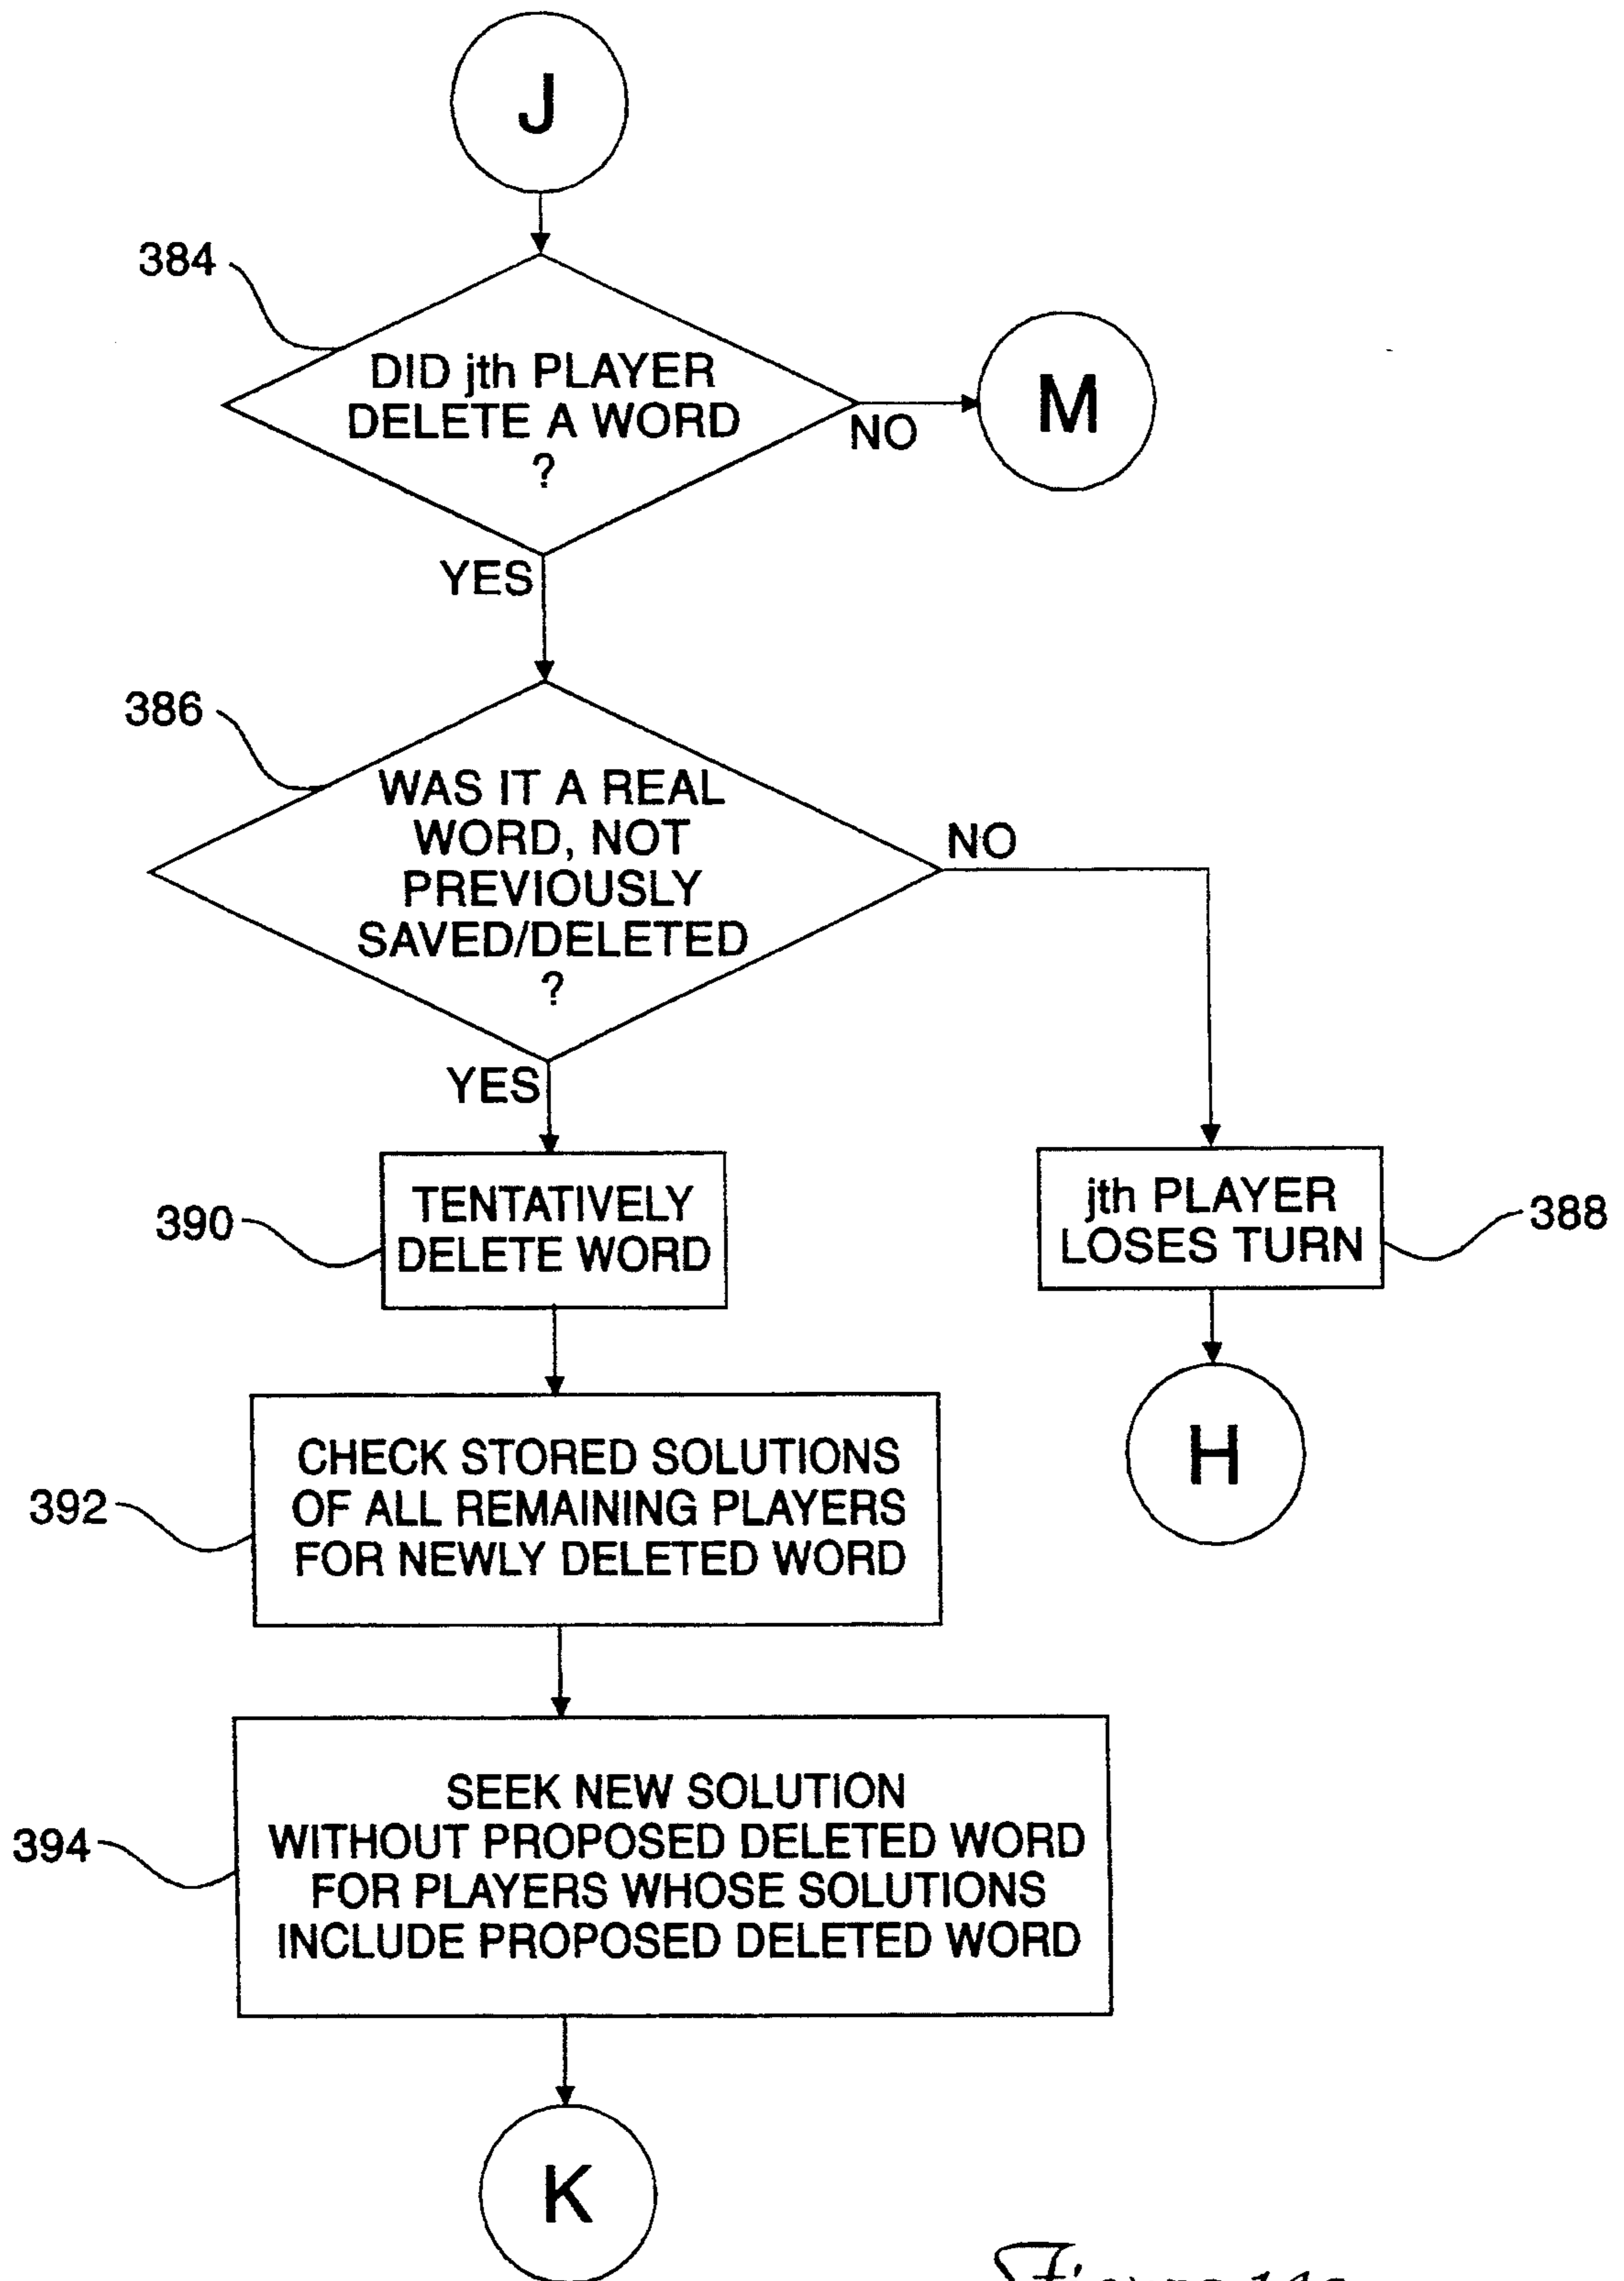 J
384
DID jth PLAYER
DELETE A WORD
?
NO
M
YES
386
WAS IT A REAL
WORD, NOT
PREVIOUSLY
SAVED/DELETED
?
NO
YES
390
TENTATIVELY
DELETE WORD
jth PLAYER
LOSES TURN
388
H
392
CHECK STORED SOLUTIONS
OF ALL REMAINING PLAYERS
FOR NEWLY DELETED WORD
394
SEEK NEW SOLUTION
WITHOUT PROPOSED DELETED WORD
FOR PLAYERS WHOSE SOLUTIONS
INCLUDE PROPOSED DELETED WORD
K
Figure